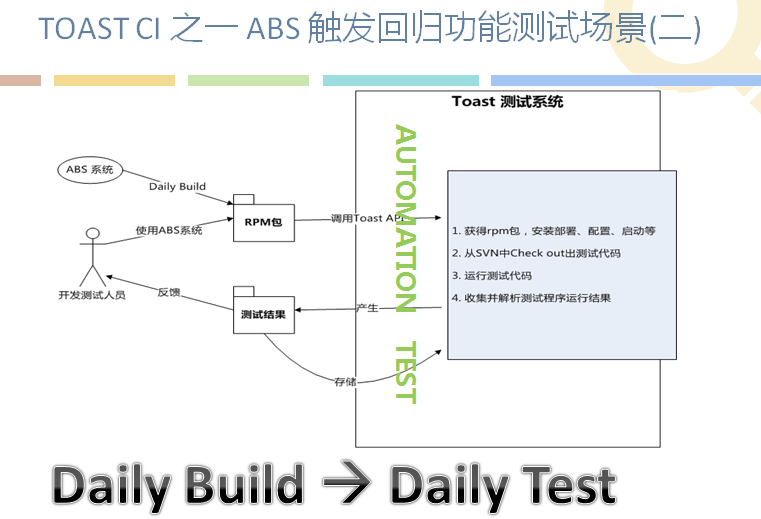 TOAST CI 之一 ABS 触发回归功能测试场景(二)
Toast 测试系统
ABS 系统
Daily Build
RPM包
使用ABS系统
开发测试人员
反馈
测试结果
调用Toast API
产生
存储
AUTOMATION TEST
1. 获得rpm包，安装部署、配置、启动等
2. 从SVN中Check out出测试代码
3. 运行测试代码
4. 收集并解析测试程序运行结果
Daily Build → Daily Test